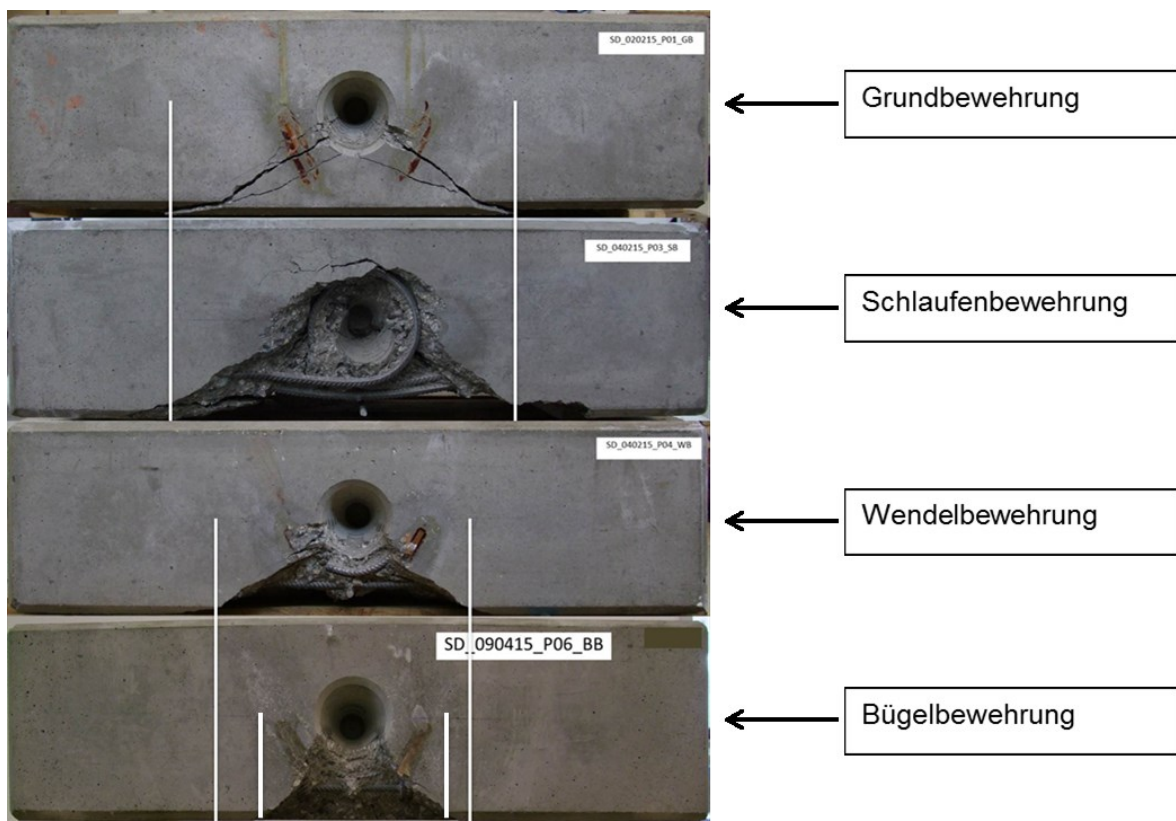 SD_020215_P01_GB
Grundbewehrung
SD_040215_P03_SB
Schlaufenbewehrung
SD_040215_P04_WB
Wendelbewehrung
SD_090415_P06_BB
Bügelbewehrung